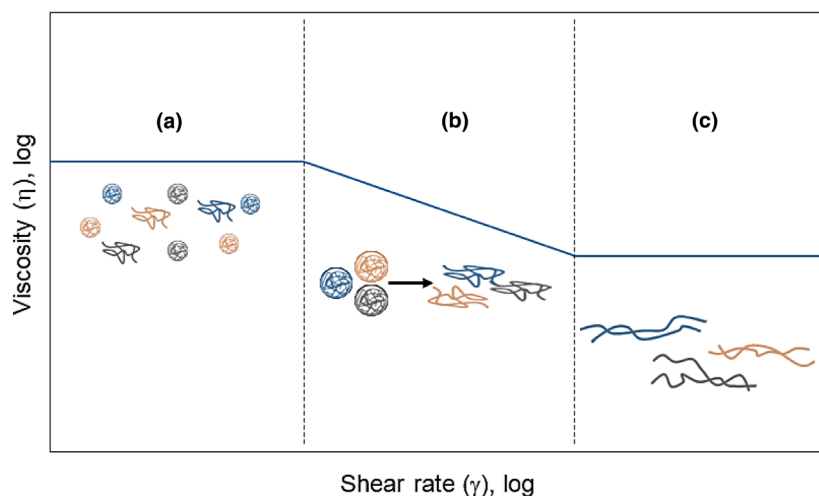 (a)
(b)
(c)
Viscosity (η), log
Shear rate (γ), log